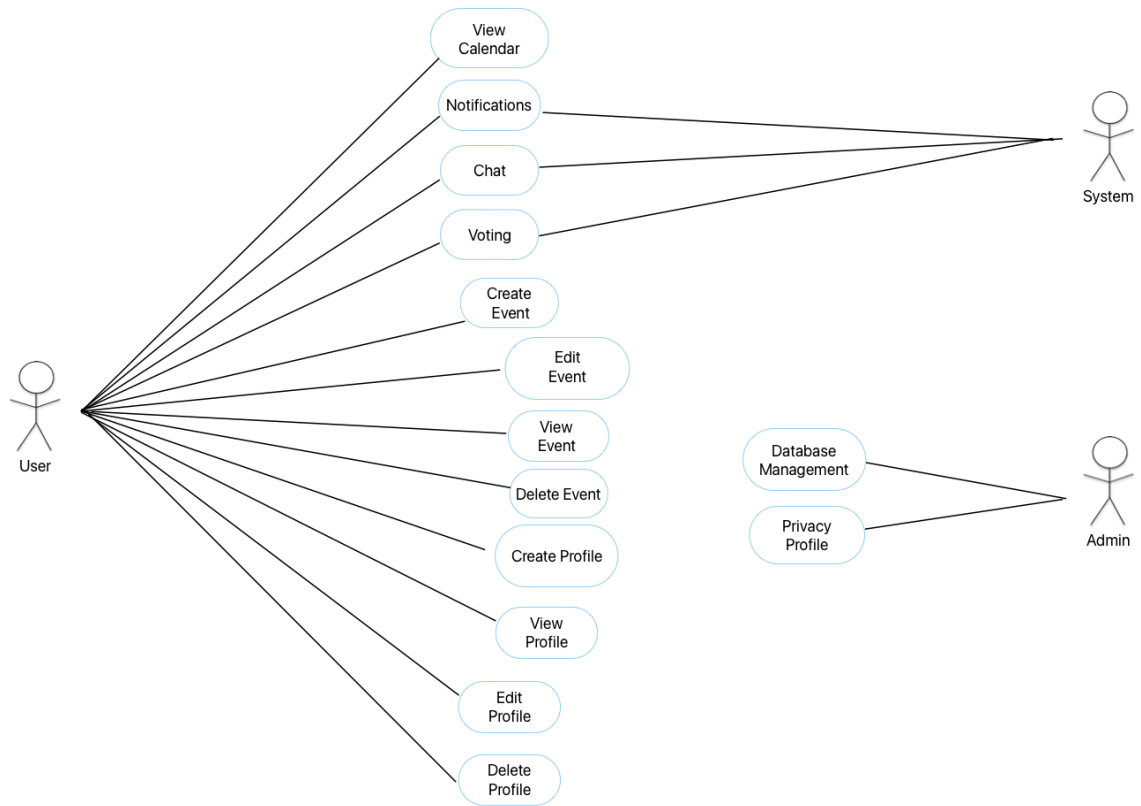 View
Calendar
Notifications
Chat
System
Voting
Create
Event
Edit
Event
View
Event
User
Database
Management
Delete Event
Privacy
Profile
Admin
Create Profile
View
Profile
Edit
Profile
Delete
Profile